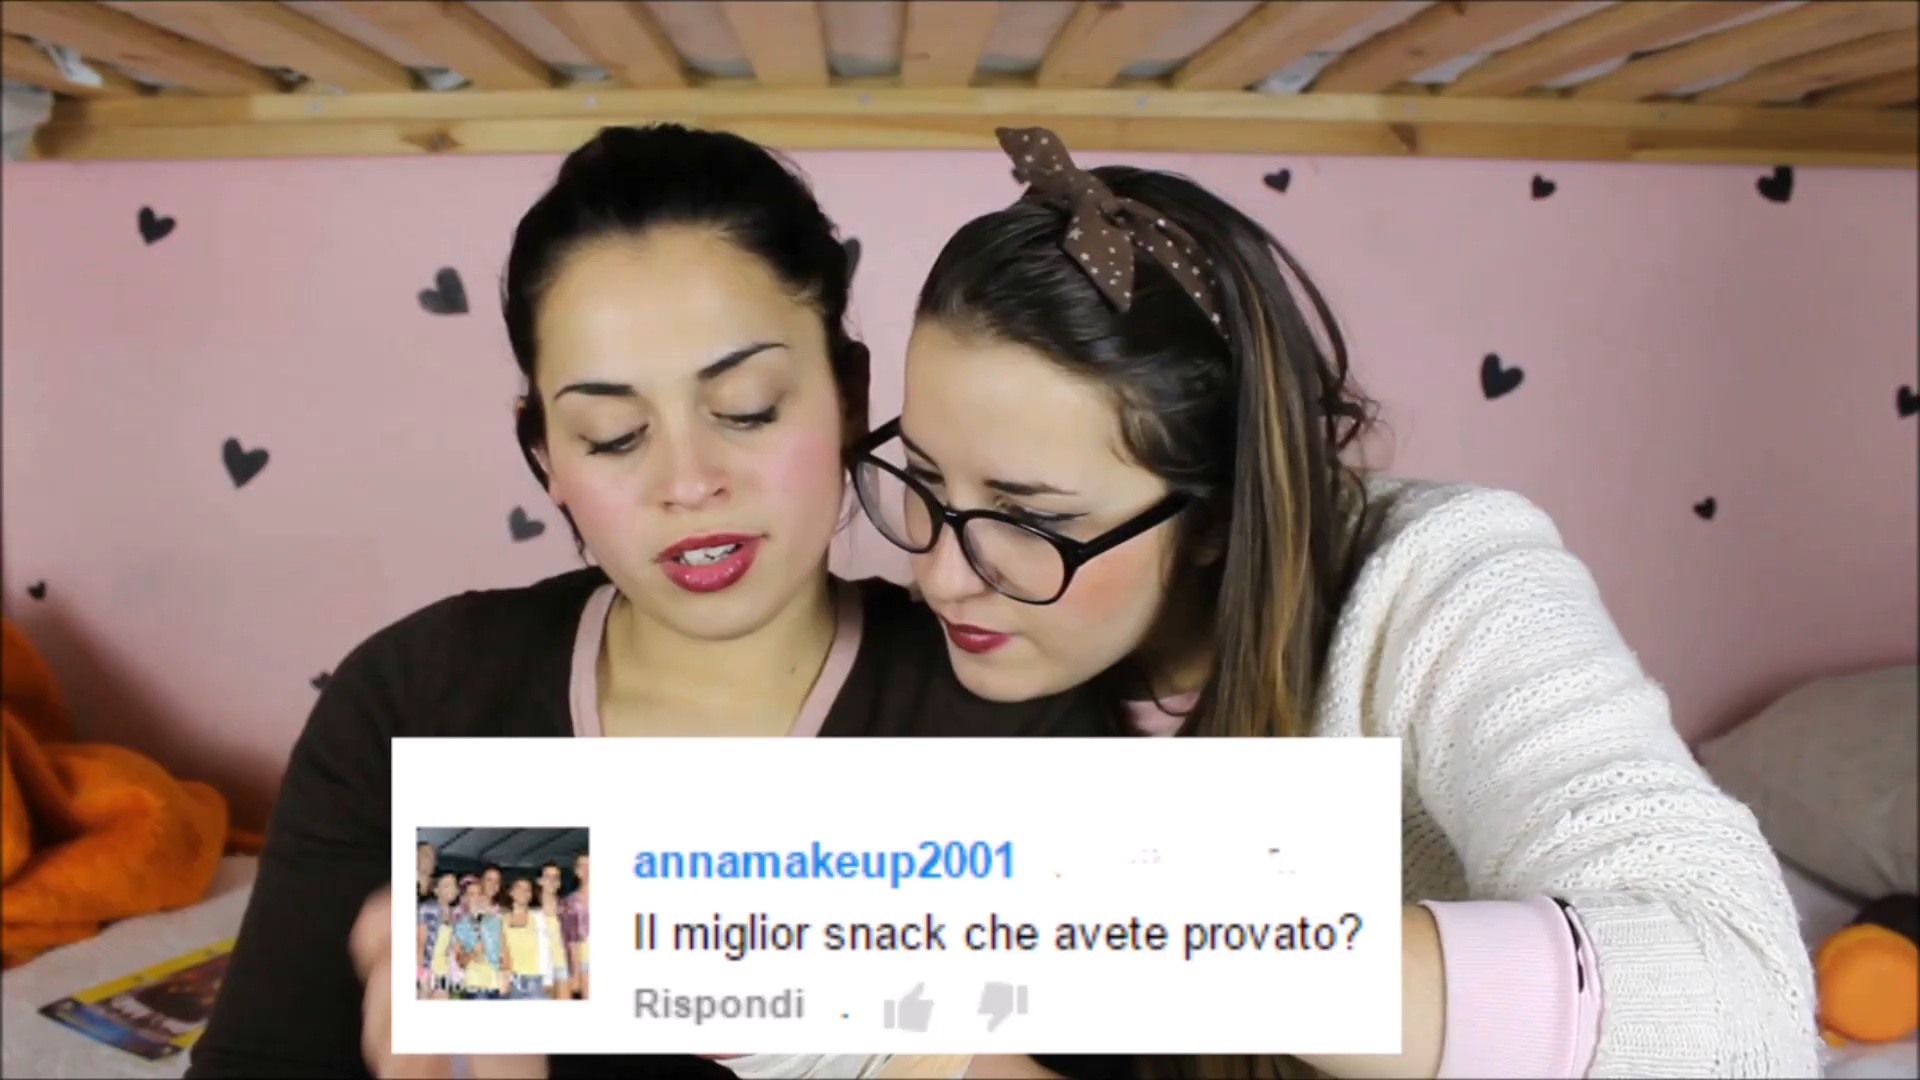 annamakeup2001
Il miglior snack che avete provato?
Rispondi